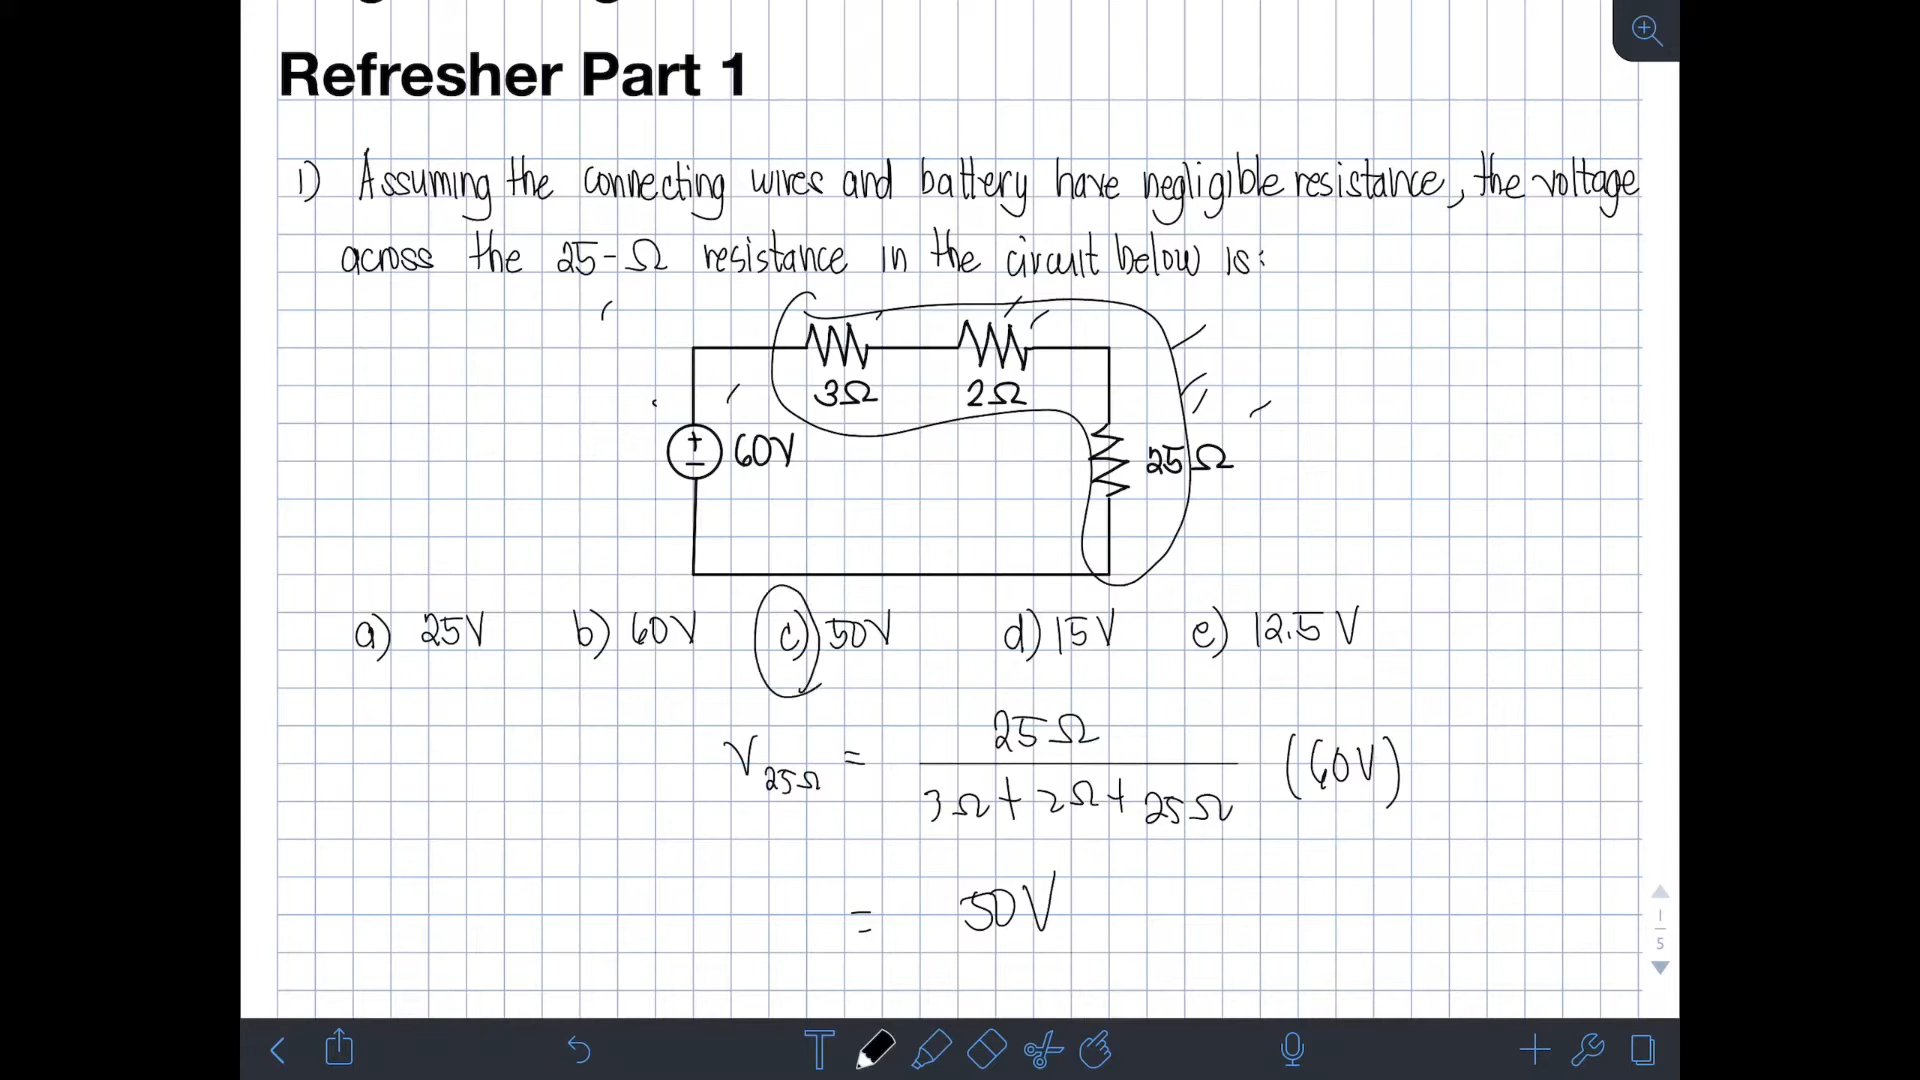 Refresher Part 1
1) Assuming the connecting wires and battery have negligible resistance, the voltage
across the 25-Ω resistance in the circuit below is:
3Ω 2Ω
60V 25Ω
+
−
a) 25V b) 60V c) 50V d) 15V e) 12.5V
V25Ω = 25Ω / 3Ω + 2Ω + 25Ω (60V)
= 50V
1
5
T